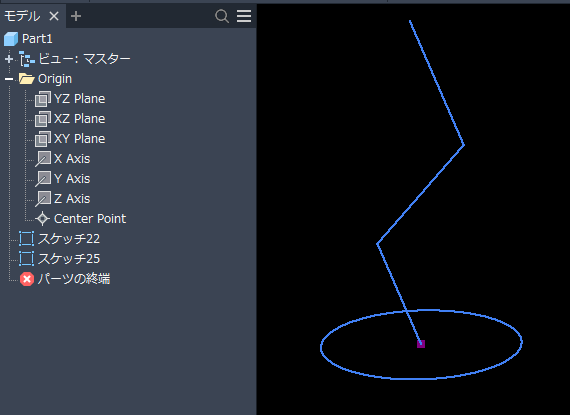 モデル
Part1
ビュー: マスター
Origin
YZ Plane
XZ Plane
XY Plane
X Axis
Y Axis
Z Axis
Center Point
スケッチ22
スケッチ25
パーツの終端